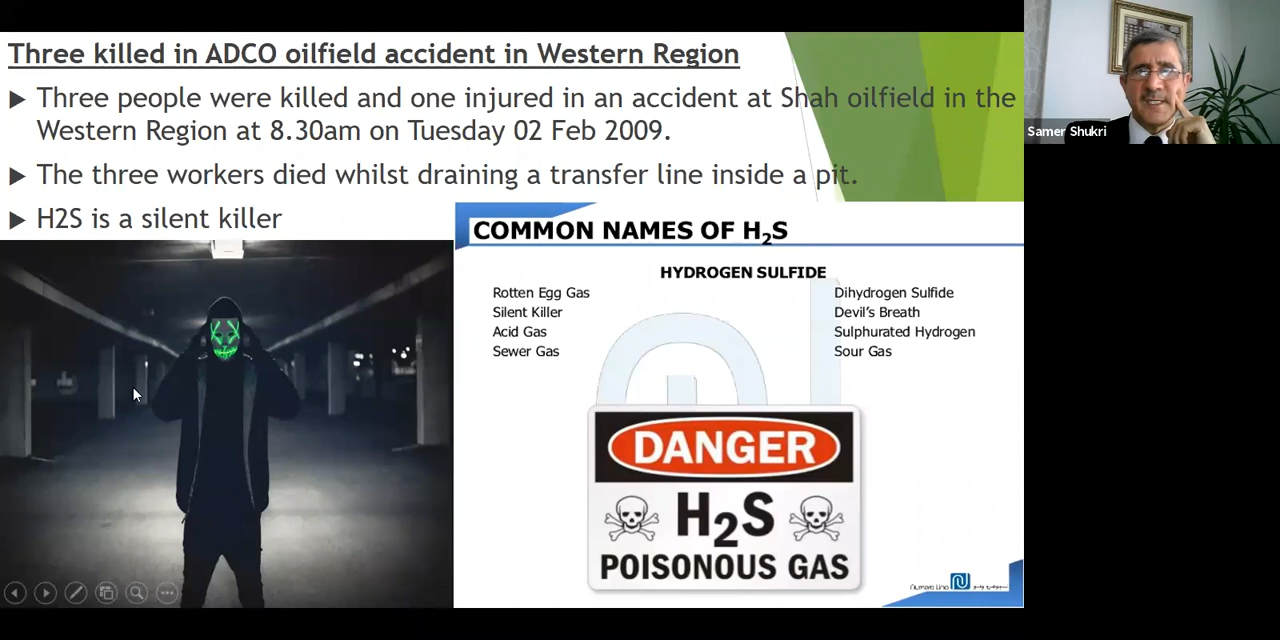 Three killed in ADCO oilfield accident in Western Region
Three people were killed and one injured in an accident at Shah oilfield in the
Western Region at 8.30am on Tuesday 02 Feb 2009.
The three workers died whilst draining a transfer line inside a pit.
H2S is a silent killer
COMMON NAMES OF H₂S
HYDROGEN SULFIDE
Rotten Egg Gas
Silent Killer
Acid Gas
Sewer Gas
Dihydrogen Sulfide
Devil's Breath
Sulphurated Hydrogen
Sour Gas
DANGER
H₂S
POISONOUS GAS
Numero Uno
Samer Shukri